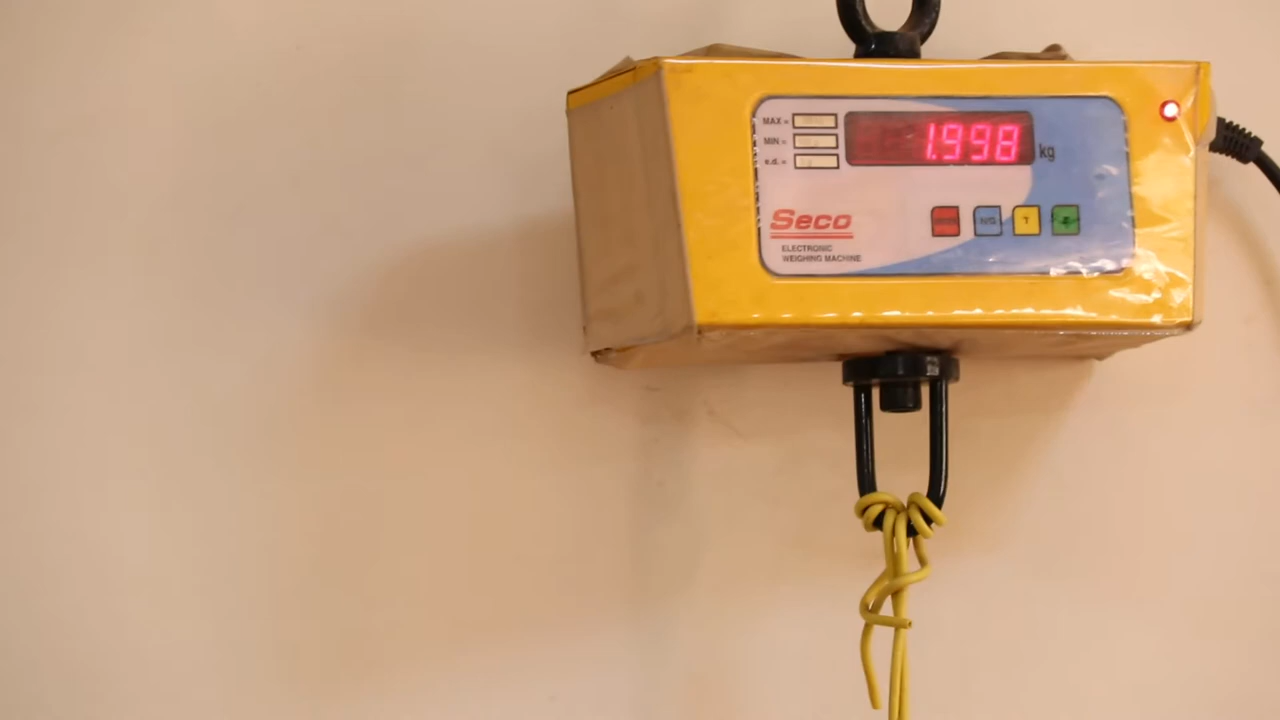 MAX =
MIN =
e.d. =
1.998 kg
Seco
ELECTRONIC
WEIGHING MACHINE
N/G
T